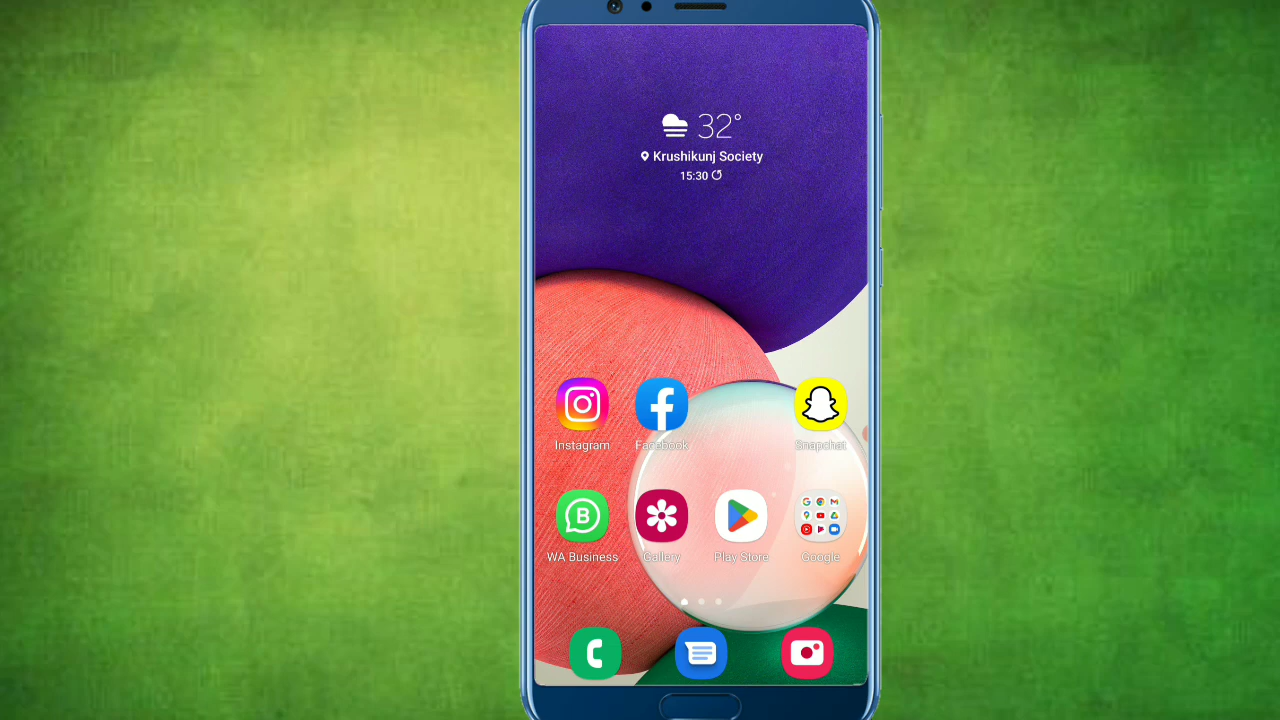 32°
Krushikunj Society
15:30
Instagram
Facebook
Snapchat
WA Business
Gallery
Play Store
Google